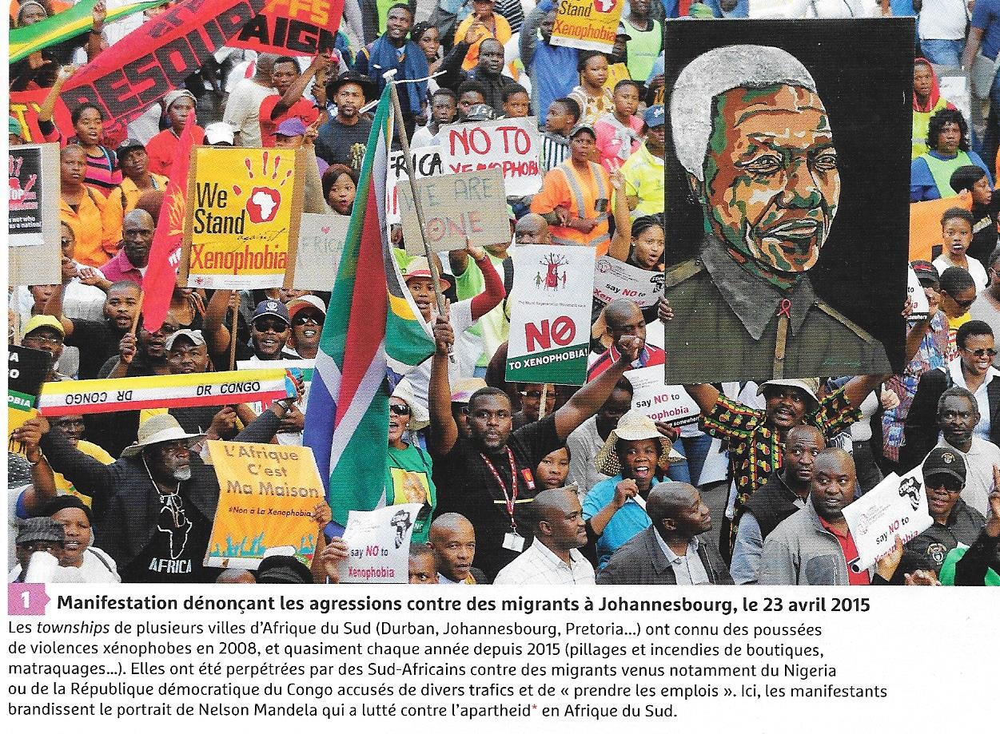 FFS
AIGN
RESOUR
Stand
Xenophobia
NO TO
XENOPHOBI
RICA
WE ARE
ONE
We
Stand
against
Xenophobia
FRICA
say NO to
Xen
NO
TO XENOPHOBIA!
say NO to
nophobia
somewhere
OBIA
DR CONGO
DR CONGO
L'Afrique
C'est
Ma Maison
#Non à La Xenophobia
AFRICA
say NO to
Xenophobia
say NO to
Xenophobia
1 Manifestation dénonçant les agressions contre des migrants à Johannesbourg, le 23 avril 2015
Les townships de plusieurs villes d'Afrique du Sud (Durban, Johannesbourg, Pretoria...) ont connu des poussées
de violences xénophobes en 2008, et quasiment chaque année depuis 2015 (pillages et incendies de boutiques,
matraquages...). Elles ont été perpétrées par des Sud-Africains contre des migrants venus notamment du Nigeria
ou de la République démocratique du Congo accusés de divers trafics et de « prendre les emplois ». Ici, les manifestants
brandissent le portrait de Nelson Mandela qui a lutté contre l'apartheid* en Afrique du Sud.